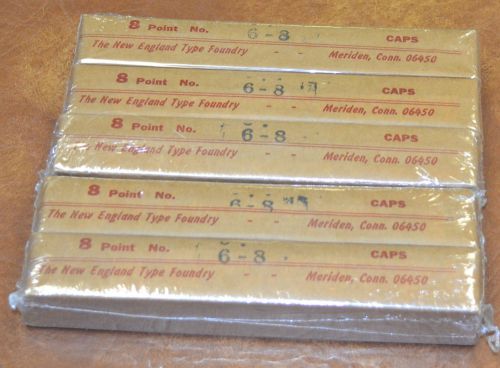 8 Point No. 6-8 CAPS
The New England Type Foundry - - Meriden, Conn. 06450
8 Point No. 6-8 CAPS
The New England Type Foundry - - Meriden, Conn. 06450
8 Point No. 6-8 CAPS
The New England Type Foundry - - Meriden, Conn. 06450
8 Point No. 6-8 CAPS
The New England Type Foundry - - Meriden, Conn. 06450
8 Point No. 6-8 CAPS
The New England Type Foundry - - Meriden, Conn. 06450